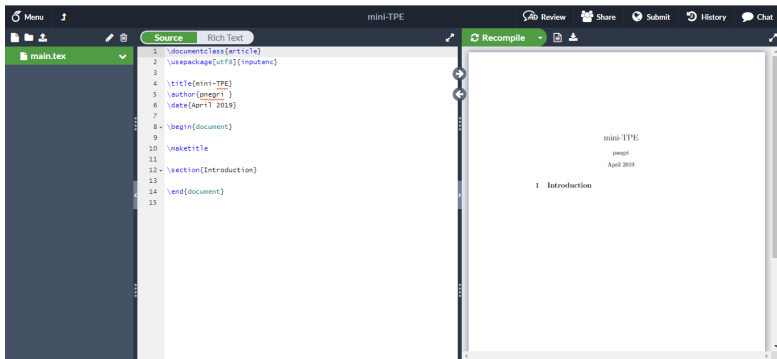 Menu
mini-TPE
Review
Share
Submit
History
Chat
Source
Rich Text
Recompile
main.tex
1 \documentclass{article}
2 \usepackage[utf8]{inputenc}
3
4 \title{mini-TPE}
5 \author{pnegri }
6 \date{April 2019}
7
8 \begin{document}
9
10 \maketitle
11
12 \section{Introduction}
13
14 \end{document}
15
mini-TPE
pnegri
April 2019
1 Introduction